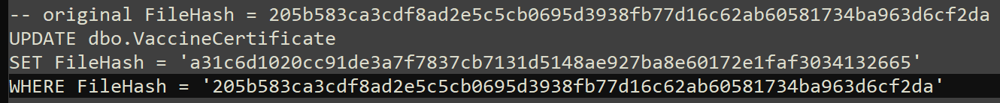 -- original FileHash = 205b583ca3cdf8ad2e5c5cb0695d3938fb77d16c62ab60581734ba963d6cf2da
UPDATE dbo.VaccineCertificate
SET FileHash = 'a31c6d1020cc91de3a7f7837cb7131d5148ae927ba8e60172e1faf3034132665'
WHERE FileHash = '205b583ca3cdf8ad2e5c5cb0695d3938fb77d16c62ab60581734ba963d6cf2da'